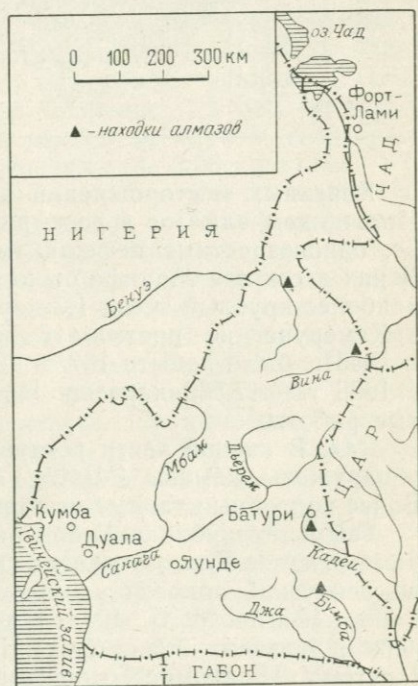 оз. Чад
0 100 200 300 км
Форт-
Лами
▲ - находки алмазов
ЧАД
НИГЕРИЯ
Бенуэ
Вина
Мбам
Дьерем
ЦАР
Батури
Кумба
Дуала
Санага
Яунде
Кадеи
Гвинейский залив
Джа
Бумба
ГАБОН